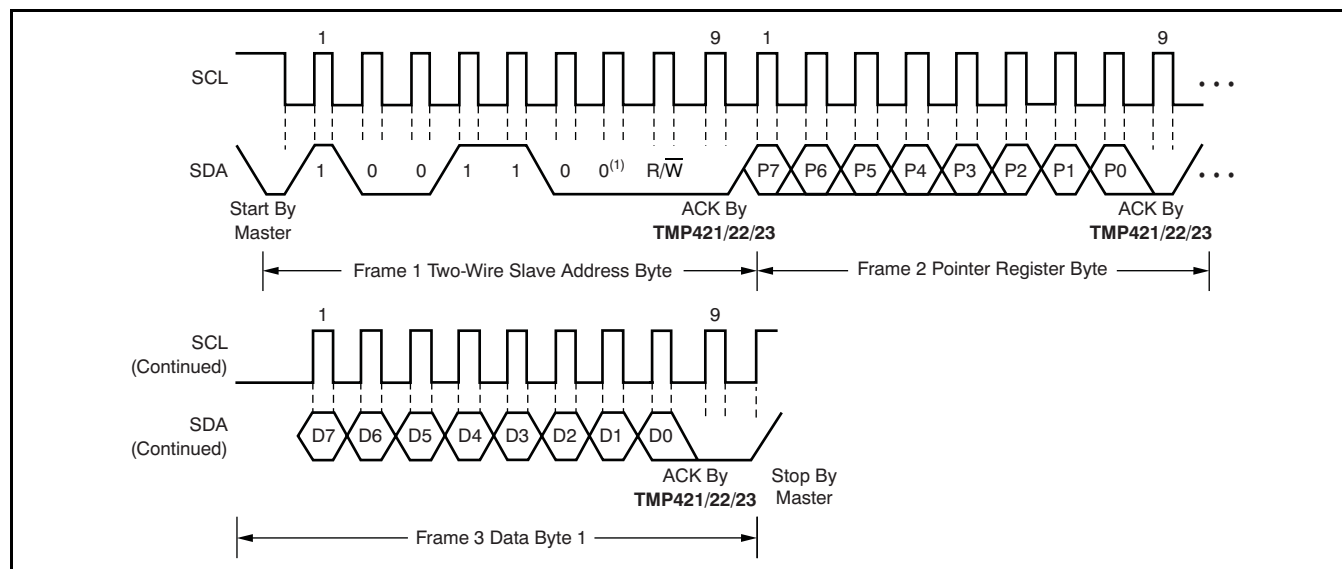 1 9 1 9
SCL
SDA 1 0 0 1 1 0 0(1) R/W̅ P7 P6 P5 P4 P3 P2 P1 P0
Start By Master
ACK By TMP421/22/23
ACK By TMP421/22/23
Frame 1 Two-Wire Slave Address Byte
Frame 2 Pointer Register Byte
1 9
SCL (Continued)
SDA (Continued) D7 D6 D5 D4 D3 D2 D1 D0
ACK By TMP421/22/23
Stop By Master
Frame 3 Data Byte 1